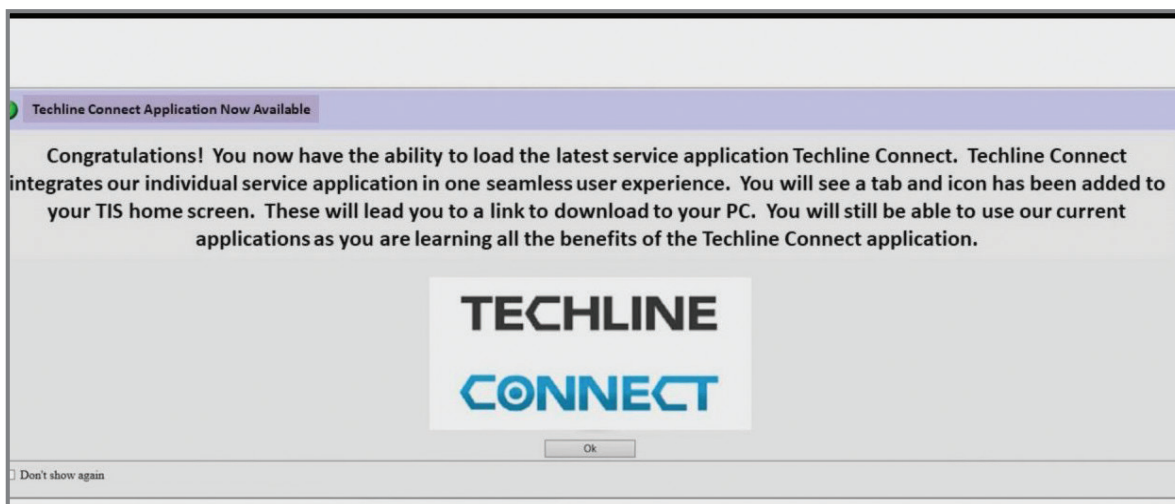 Techline Connect Application Now Available
Congratulations! You now have the ability to load the latest service application Techline Connect. Techline Connect
integrates our individual service application in one seamless user experience. You will see a tab and icon has been added to
your TIS home screen. These will lead you to a link to download to your PC. You will still be able to use our current
applications as you are learning all the benefits of the Techline Connect application.
TECHLINE
CONNECT
Ok
Don't show again